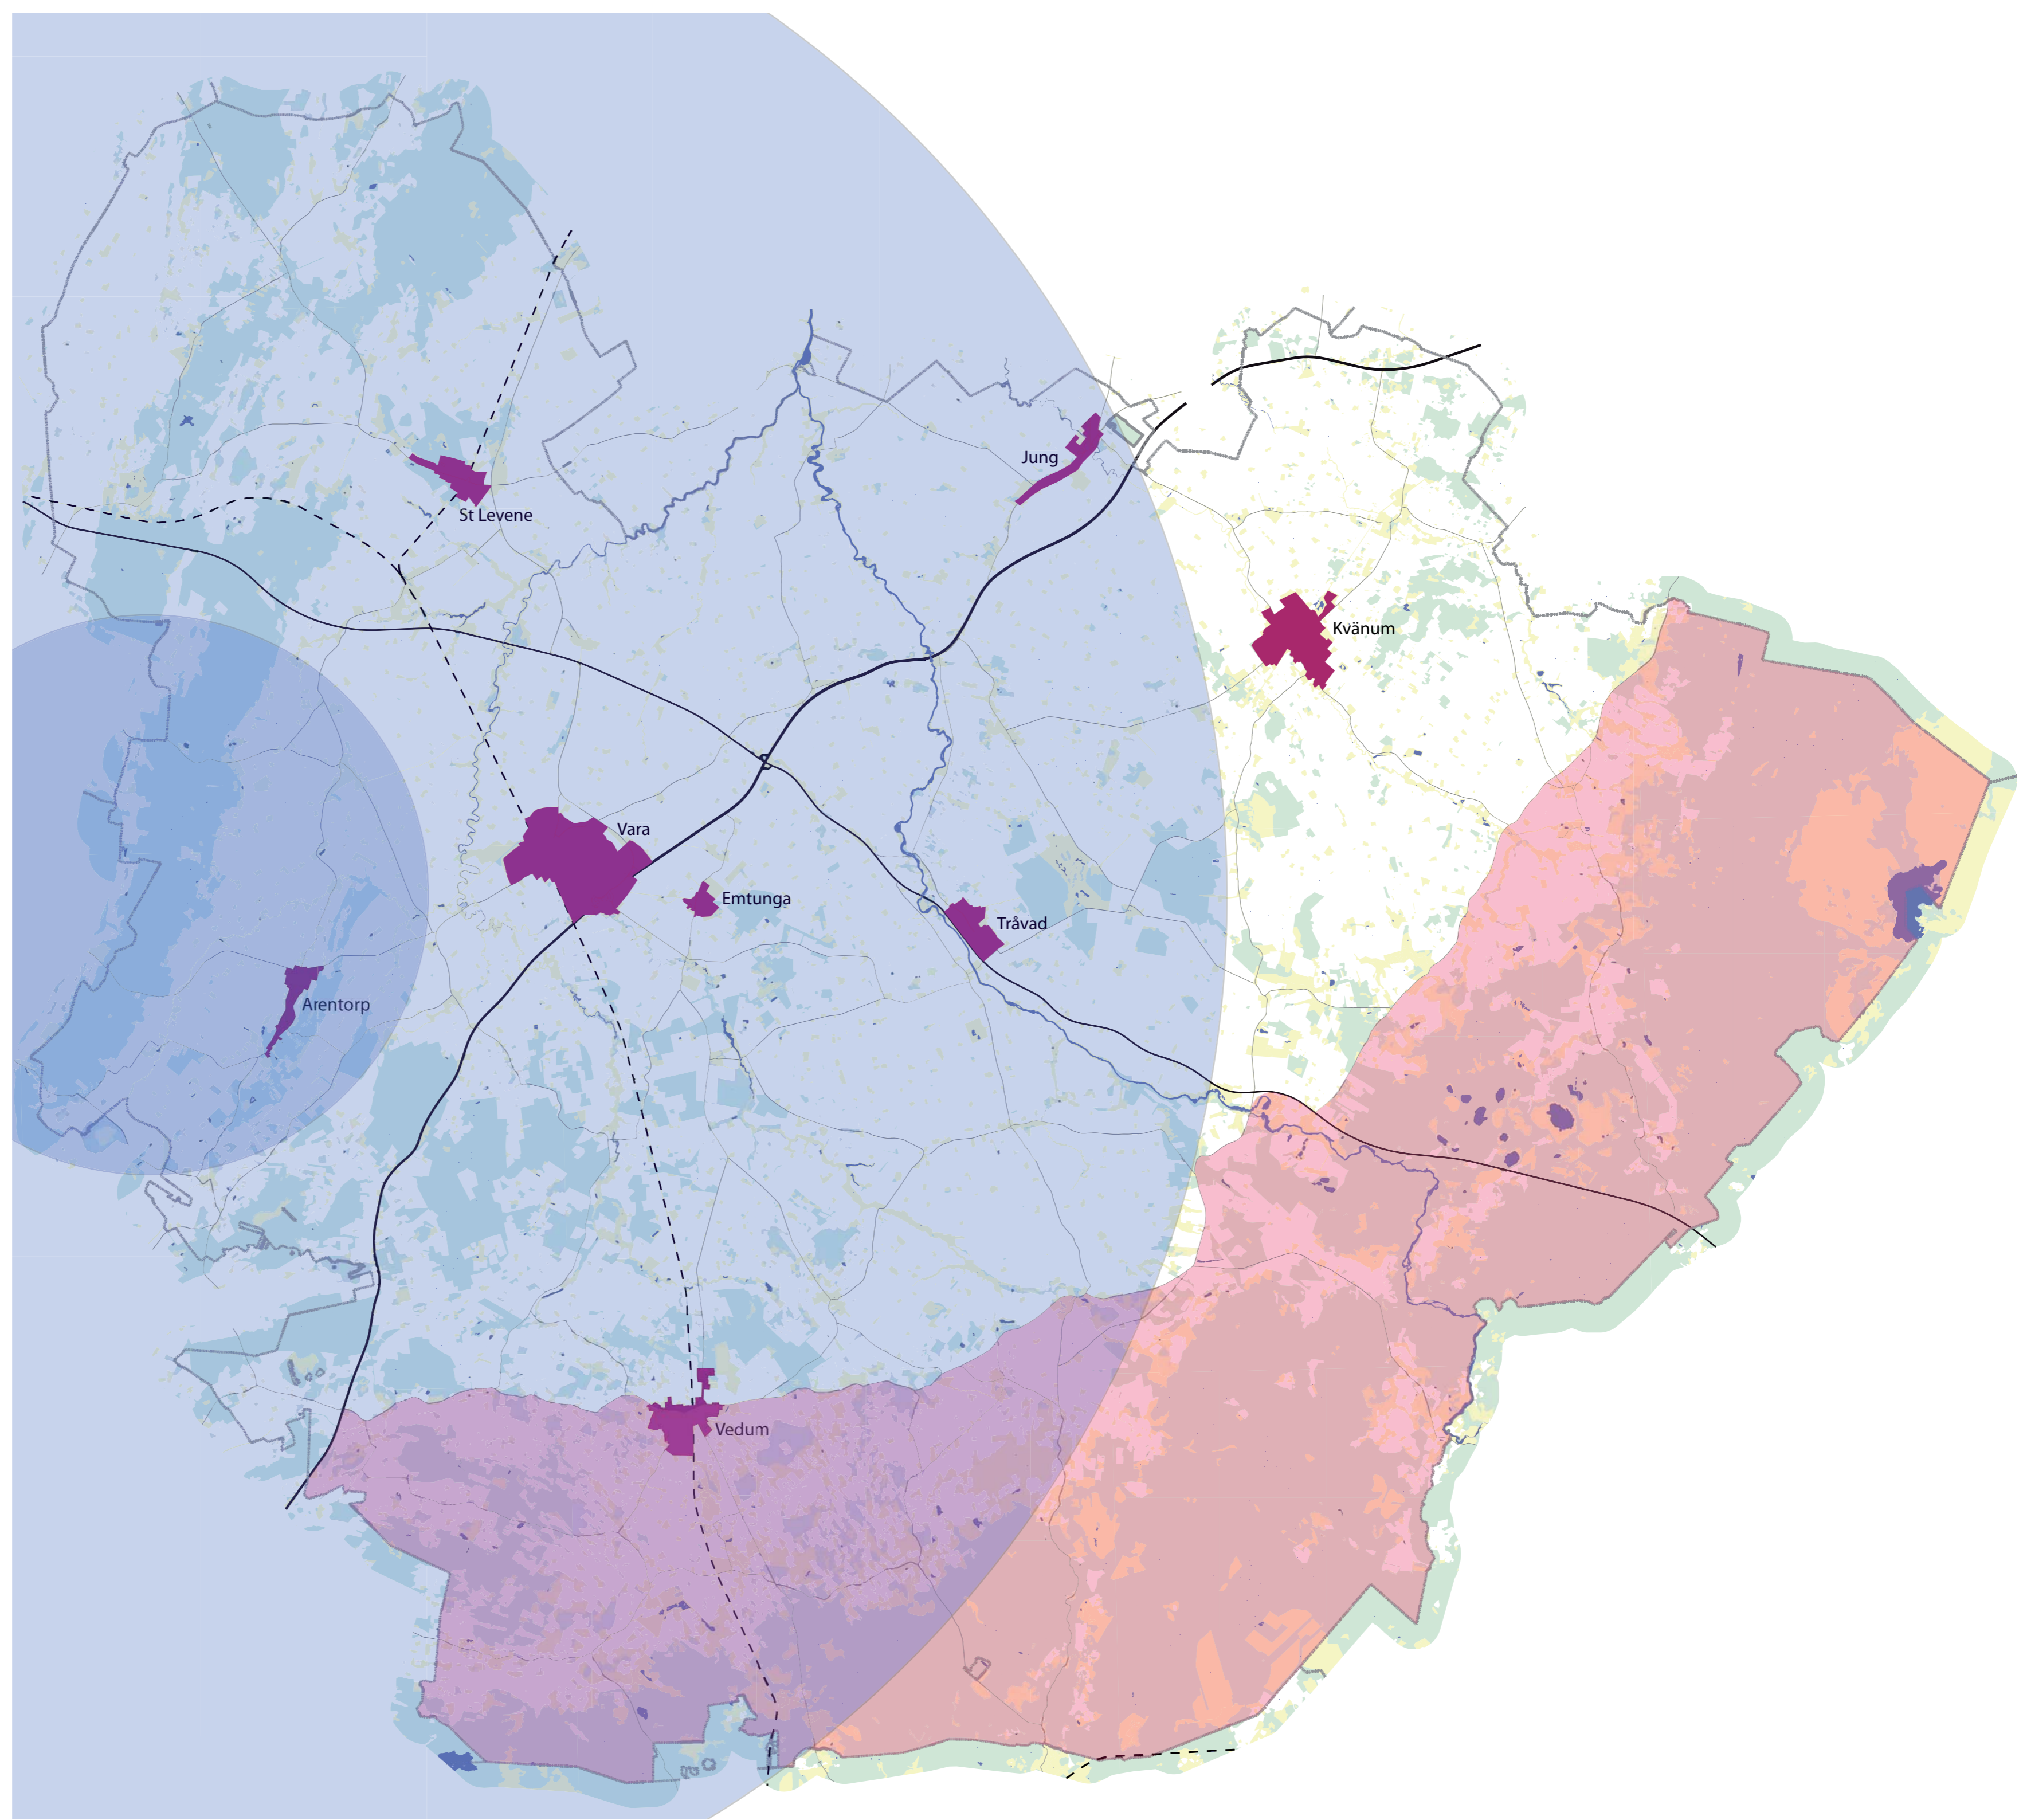 Jung
St Levene
Kvänum
Vara
Emtunga
Tråvad
Arentorp
Vedum